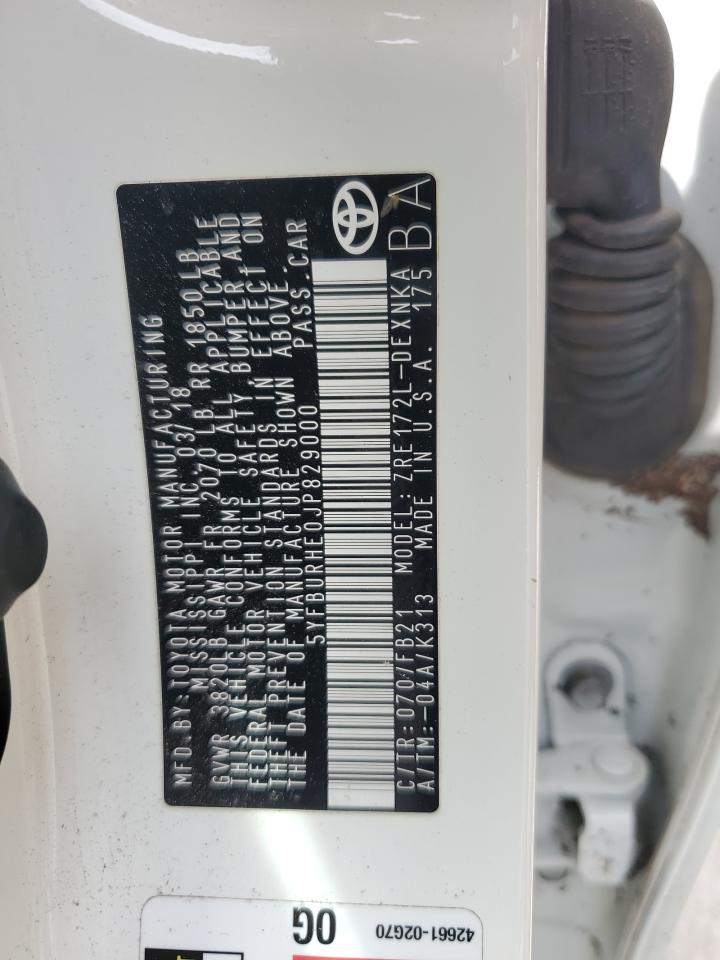 MFD.BY TOYOTA MOTOR MANUFACTURING
MISSISSIPPI INC.03/18
GVWR 3820LB GAWR FR 2070LB RR 1850LB
THIS VEHICLE CONFORMS TO ALL APPLICABLE
FEDERAL MOTOR VEHICLE SAFETY, BUMPER,AND
THEFT PREVENTION STANDARDS IN EFFECT ON
THE DATE OF MANUFACTURE SHOWN ABOVE.
5YFBURHE0JP829000 PASS.CAR
C/TR:070/FB21 MODEL:ZRE172L-DEXNKA
A/TM:-04A/K313 MADE IN U.S.A. 175
BA
0G
42661-02G70